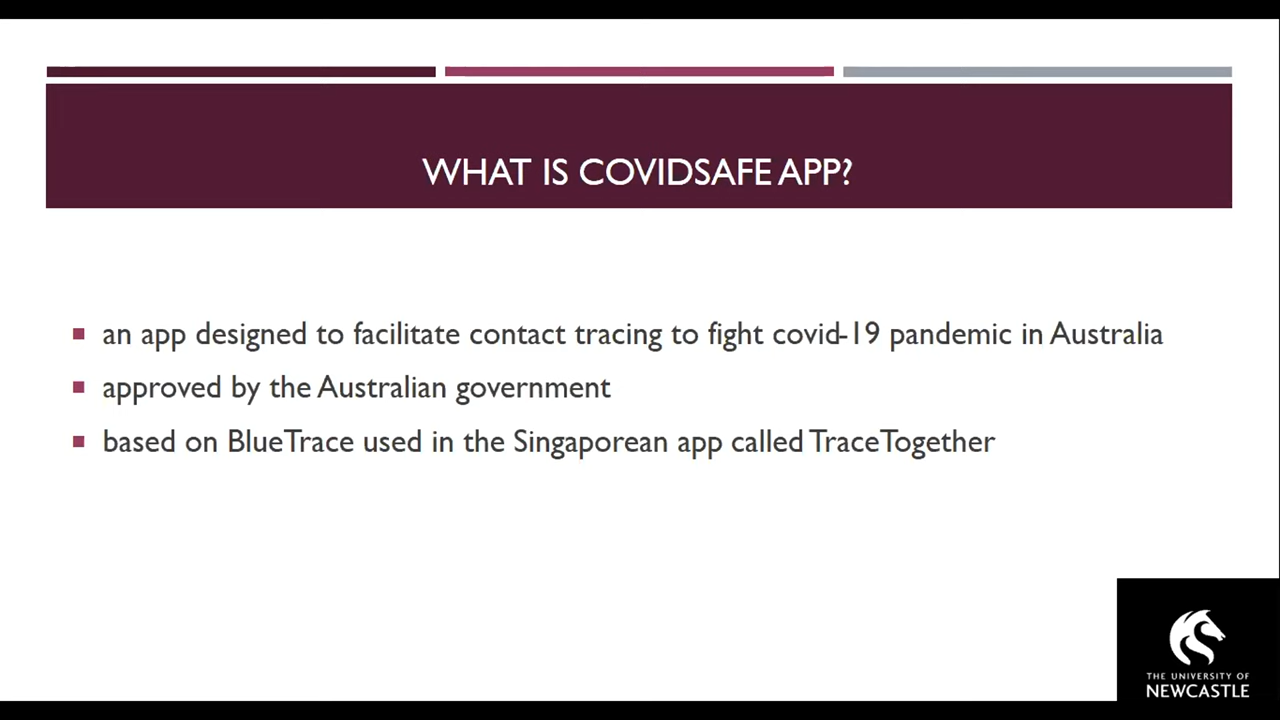 WHAT IS COVIDSAFE APP?
an app designed to facilitate contact tracing to fight covid-19 pandemic in Australia
approved by the Australian government
based on BlueTrace used in the Singaporean app called TraceTogether
THE UNIVERSITY OF
NEWCASTLE